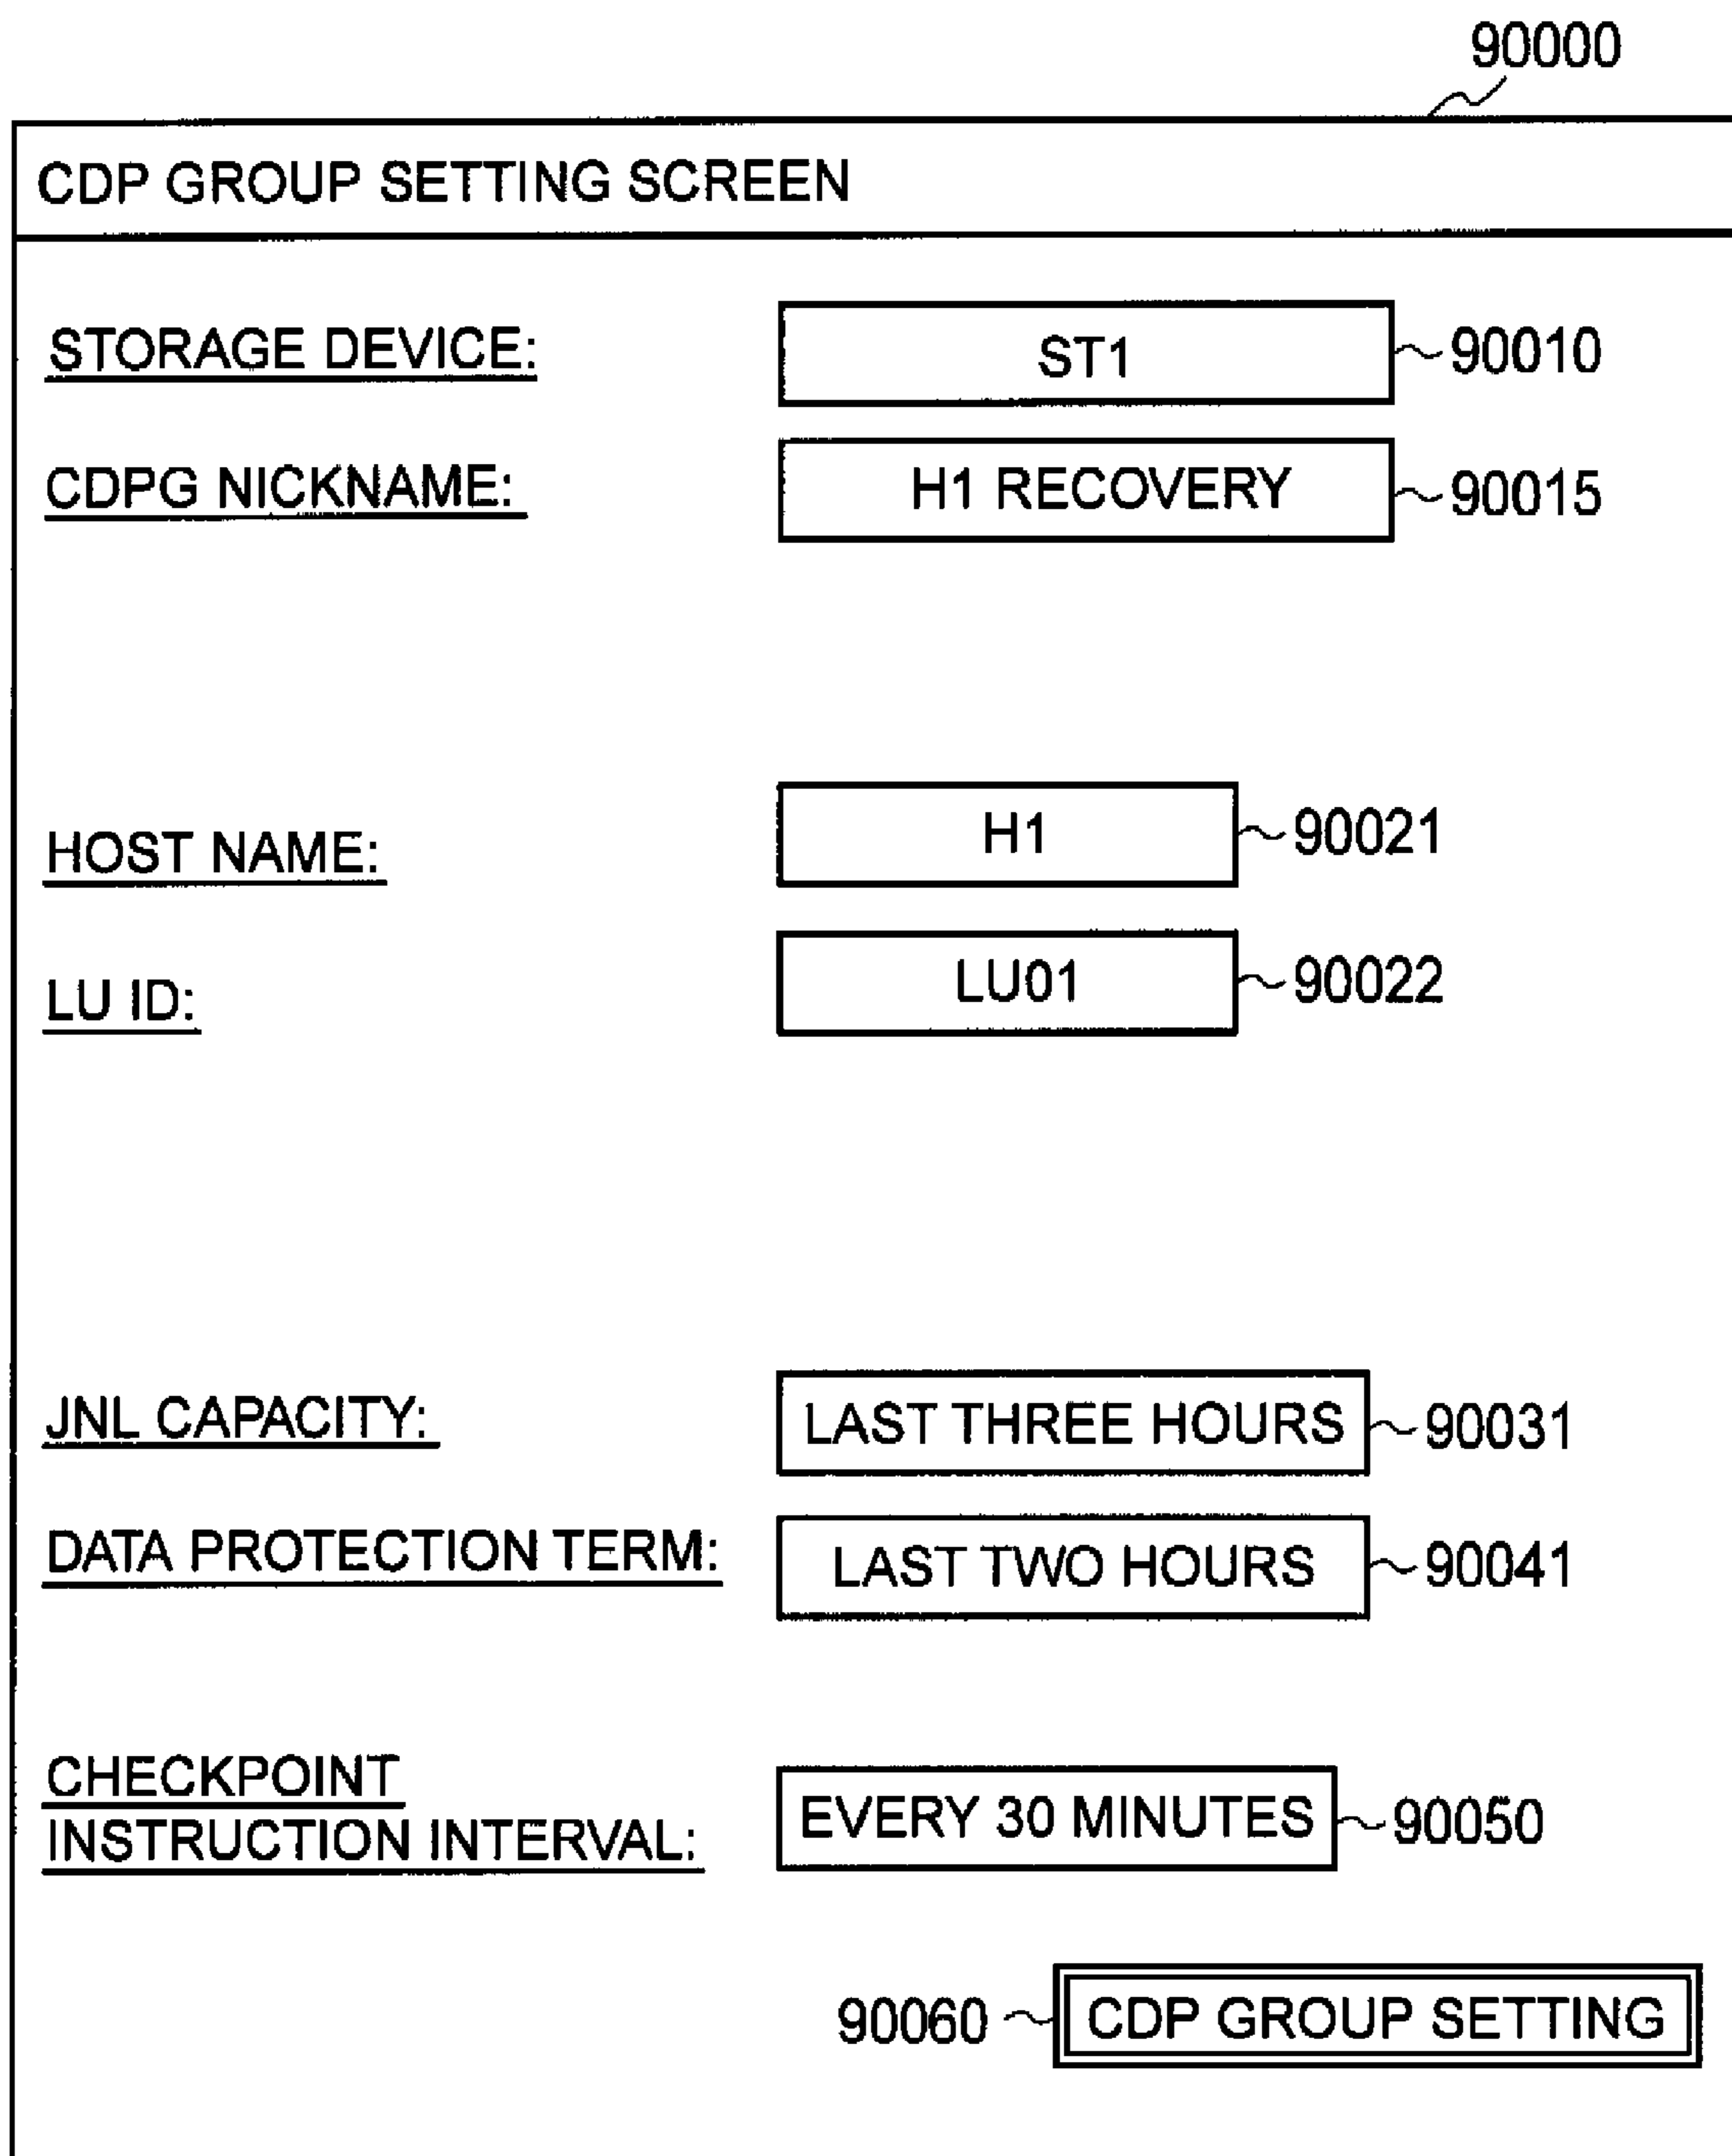 90000
CDP GROUP SETTING SCREEN
STORAGE DEVICE: ST1 90010
CDPG NICKNAME: H1 RECOVERY 90015
HOST NAME: H1 90021
LU ID: LU01 90022
JNL CAPACITY: LAST THREE HOURS 90031
DATA PROTECTION TERM: LAST TWO HOURS 90041
CHECKPOINT
INSTRUCTION INTERVAL: EVERY 30 MINUTES 90050
90060 CDP GROUP SETTING